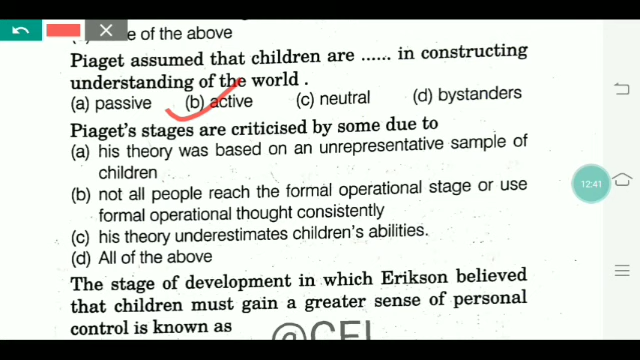 e of the above
Piaget assumed that children are ...... in constructing
understanding of the world .
(a) passive (b) active (c) neutral (d) bystanders
Piaget's stages are criticised by some due to
(a) his theory was based on an unrepresentative sample of
children
(b) not all people reach the formal operational stage or use
formal operational thought consistently
(c) his theory underestimates children's abilities.
(d) All of the above
12:41
The stage of development in which Erikson believed
that children must gain a greater sense of personal
control is known as